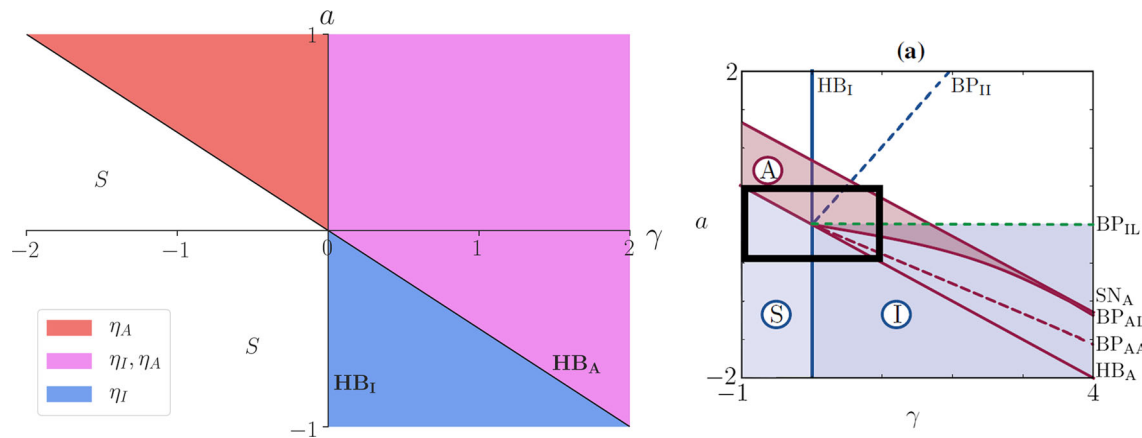 a
1
S
−2
−1
0
1
2
γ
η_A
η_I, η_A
η_I
S
HB_I
HB_A
−1
(a)
2
HB_I
BP_II
A
a
BP_IL
S
I
SN_A
BP_AL
BP_AA
HB_A
−2
−1
4
γ